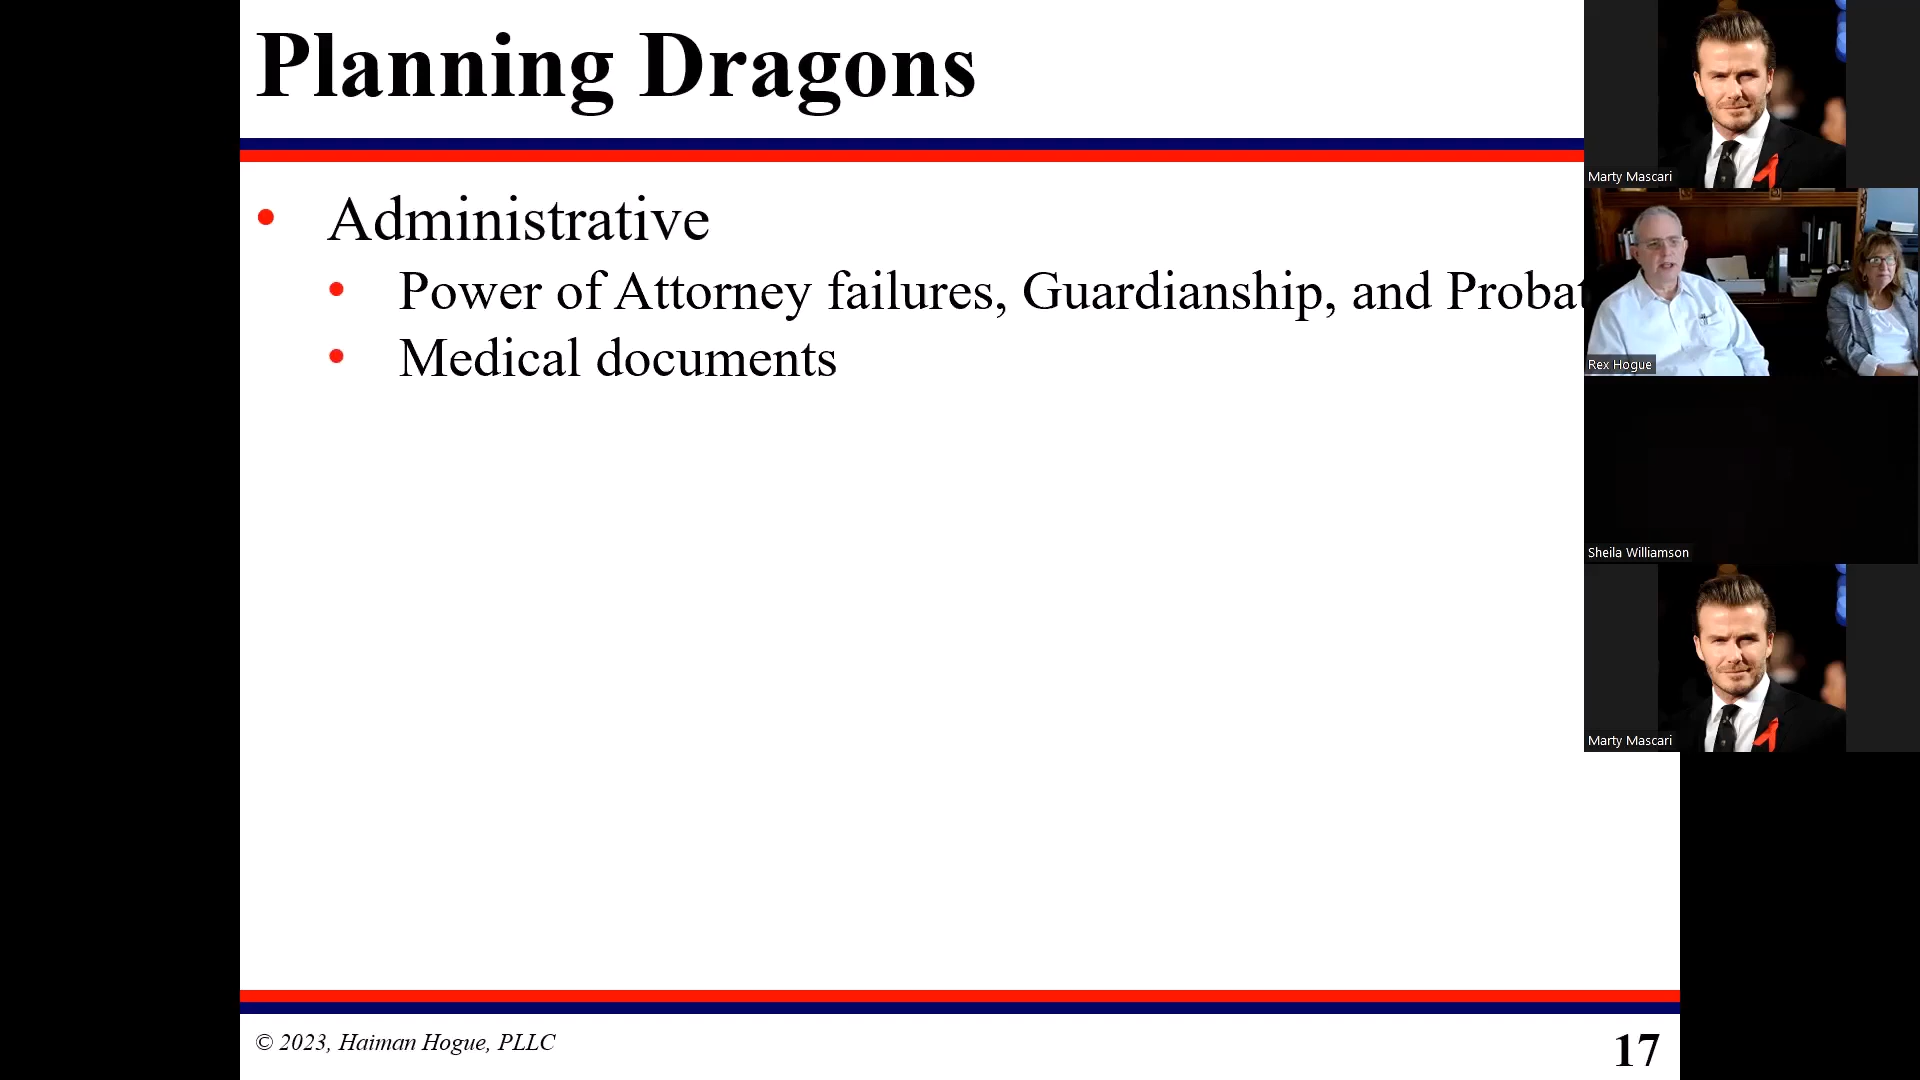 Planning Dragons
• Administrative
• Power of Attorney failures, Guardianship, and Probat
• Medical documents
© 2023, Haiman Hogue, PLLC
17
Marty Mascari
Rex Hogue
Sheila Williamson
Marty Mascari